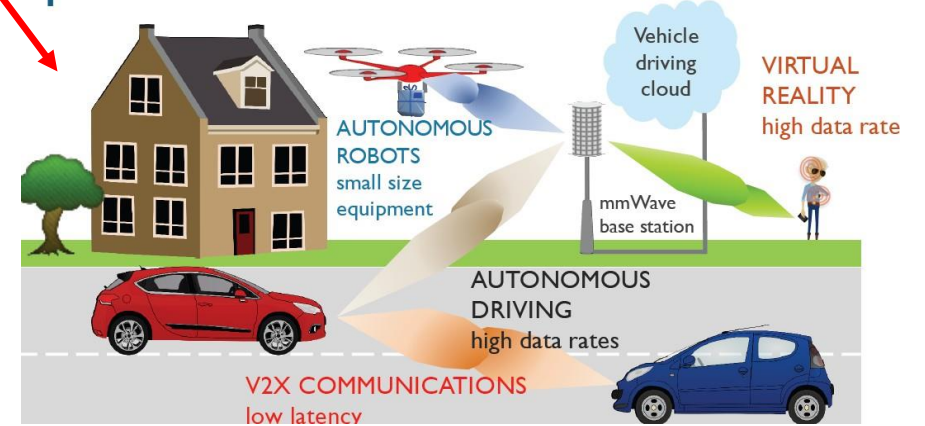 Vehicle
driving
cloud
VIRTUAL
REALITY
high data rate
AUTONOMOUS
ROBOTS
small size
equipment
mmWave
base station
AUTONOMOUS
DRIVING
high data rates
V2X COMMUNICATIONS
low latency